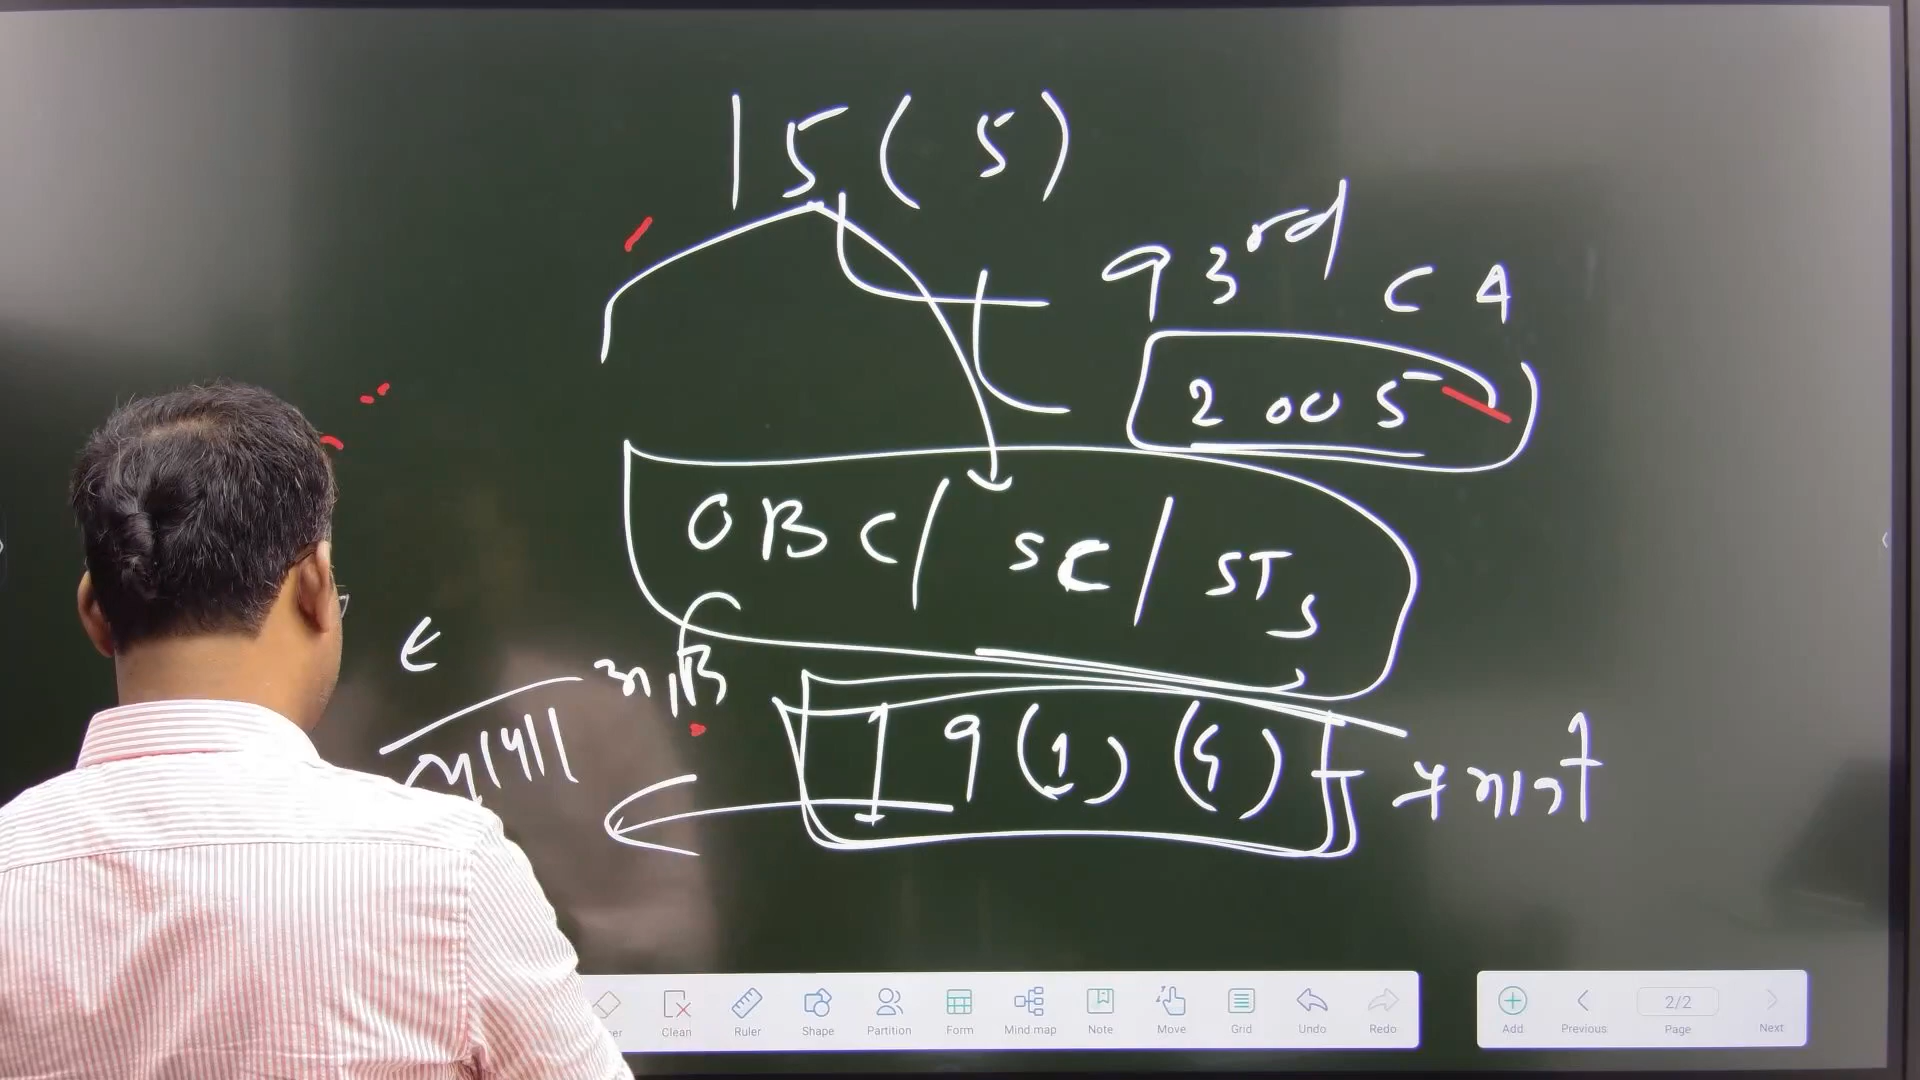 15(5)
93rd CA
2005
OBC/ SC/ STs
19(1)(g)
Clean Ruler Shape Partition Form Mind map Note Move Grid Undo Redo
Add Previous 2/2 Page Next